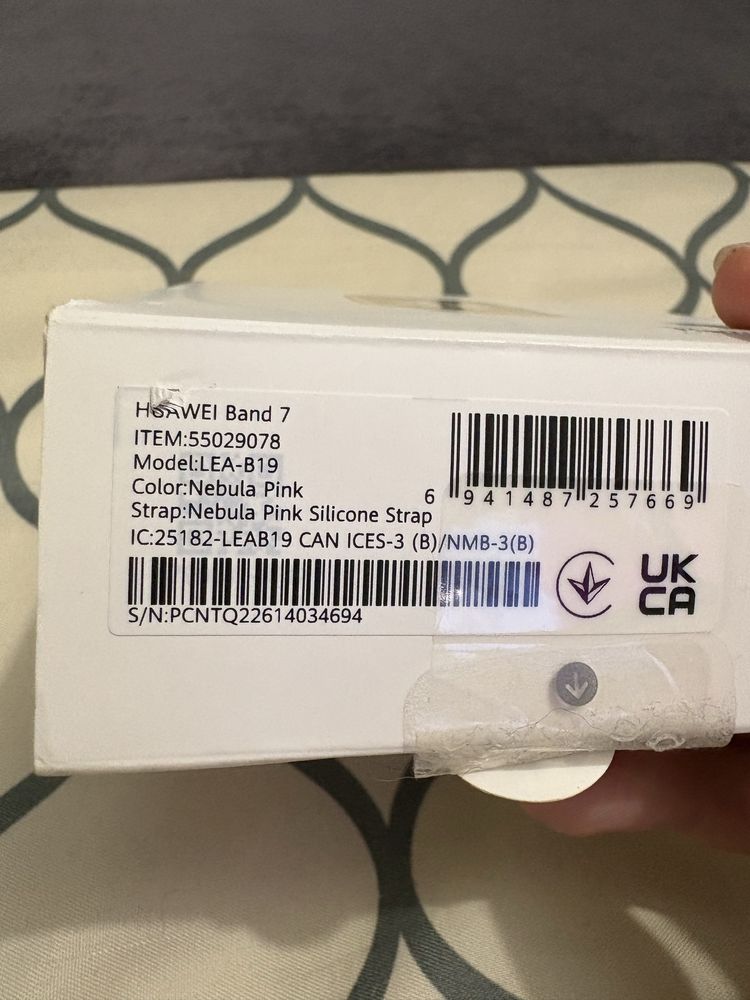 HUAWEI Band 7
ITEM:55029078
Model:LEA-B19
Color:Nebula Pink
Strap:Nebula Pink Silicone Strap
IC:25182-LEAB19 CAN ICES-3 (B)/NMB-3(B)
S/N:PCNTQ22614034694
6 941487 257669
UK
CA